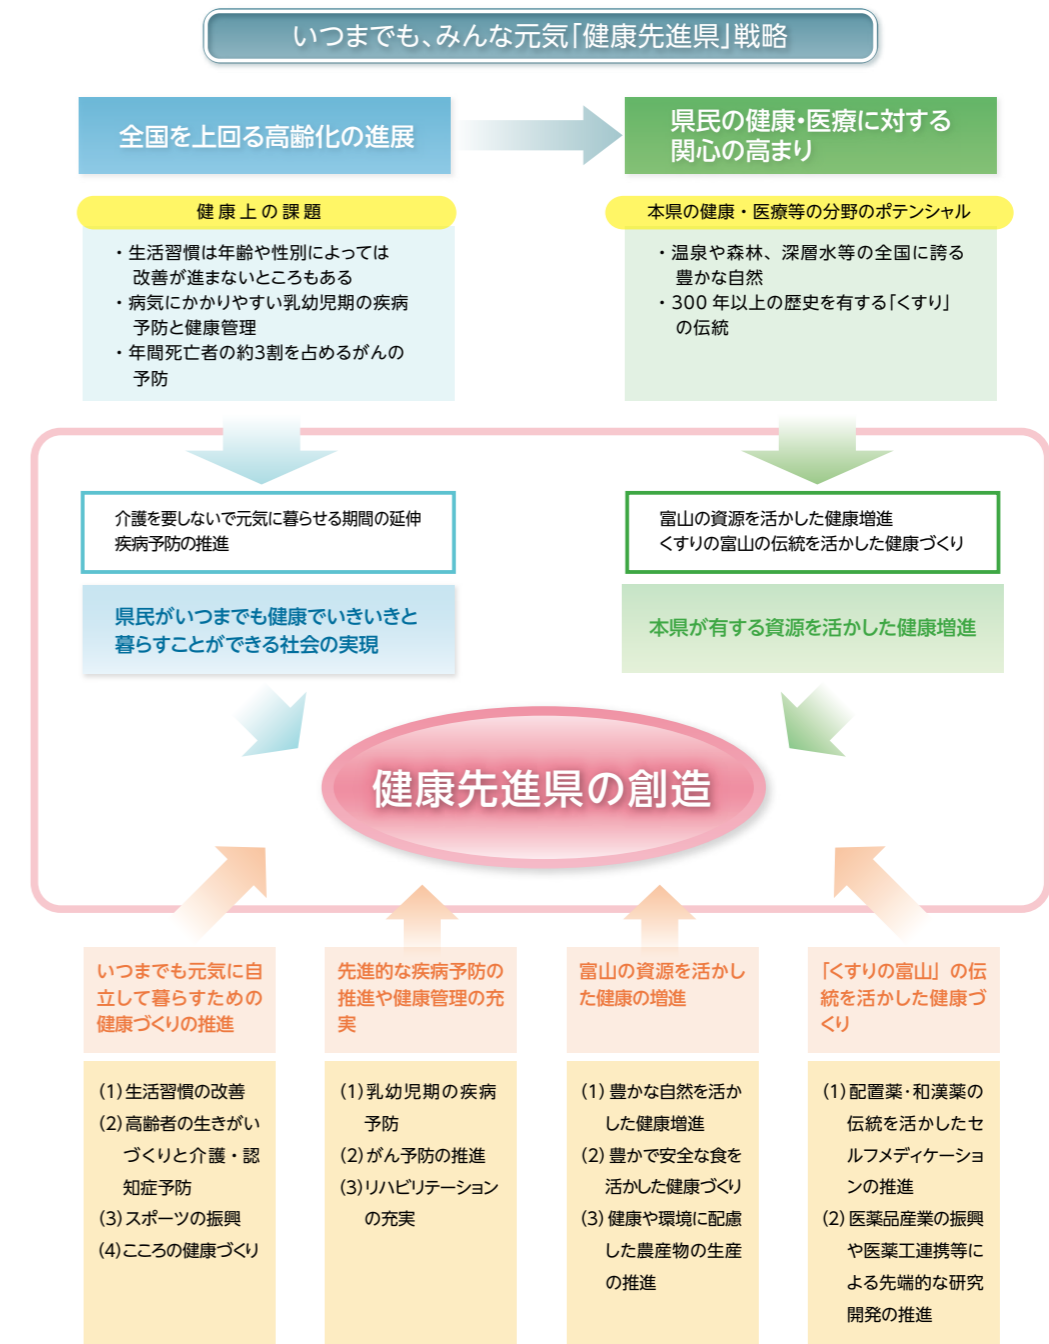 いつまでも、みんな元気「健康先進県」戦略
全国を上回る高齢化の進展
県民の健康・医療に対する
関心の高まり
健康上の課題
・生活習慣は年齢や性別によっては
改善が進まないところもある
・病気にかかりやすい乳幼児期の疾病
予防と健康管理
・年間死亡者の約3割を占めるがんの
予防
本県の健康・医療等の分野のポテンシャル
・温泉や森林、深層水等の全国に誇る
豊かな自然
・300 年以上の歴史を有する「くすり」
の伝統
介護を要しないで元気に暮らせる期間の延伸
疾病予防の推進
富山の資源を活かした健康増進
くすりの富山の伝統を活かした健康づくり
県民がいつまでも健康でいきいきと
暮らすことができる社会の実現
本県が有する資源を活かした健康増進
健康先進県の創造
いつまでも元気に自
立して暮らすための
健康づくりの推進
(1)生活習慣の改善
(2)高齢者の生きがい
づくりと介護・認
知症予防
(3)スポーツの振興
(4)こころの健康づくり
先進的な疾病予防の
推進や健康管理の充
実
(1)乳幼児期の疾病
予防
(2)がん予防の推進
(3)リハビリテーション
の充実
富山の資源を活かし
た健康の増進
(1)豊かな自然を活か
した健康増進
(2)豊かで安全な食を
活かした健康づくり
(3)健康や環境に配慮
した農産物の生産
の推進
「くすりの富山」の伝
統を活かした健康づ
くり
(1)配置薬・和漢薬の
伝統を活かしたセ
ルフメディケーショ
ンの推進
(2)医薬品産業の振興
や医薬工連携等に
よる先端的な研究
開発の推進